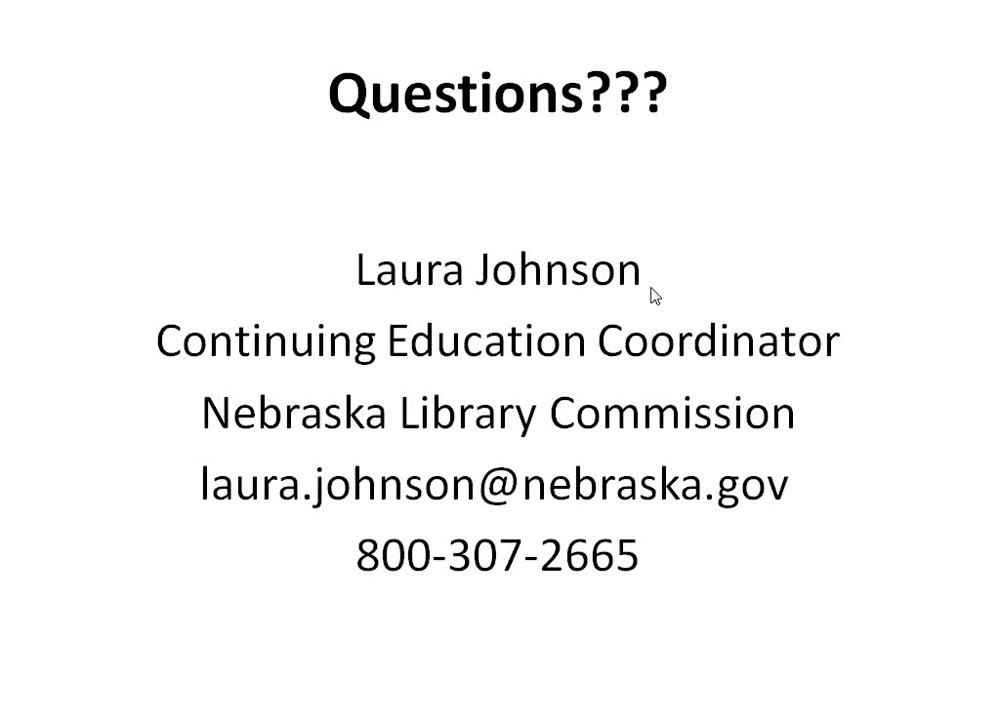 Questions???
Laura Johnson
Continuing Education Coordinator
Nebraska Library Commission
laura.johnson@nebraska.gov
800-307-2665